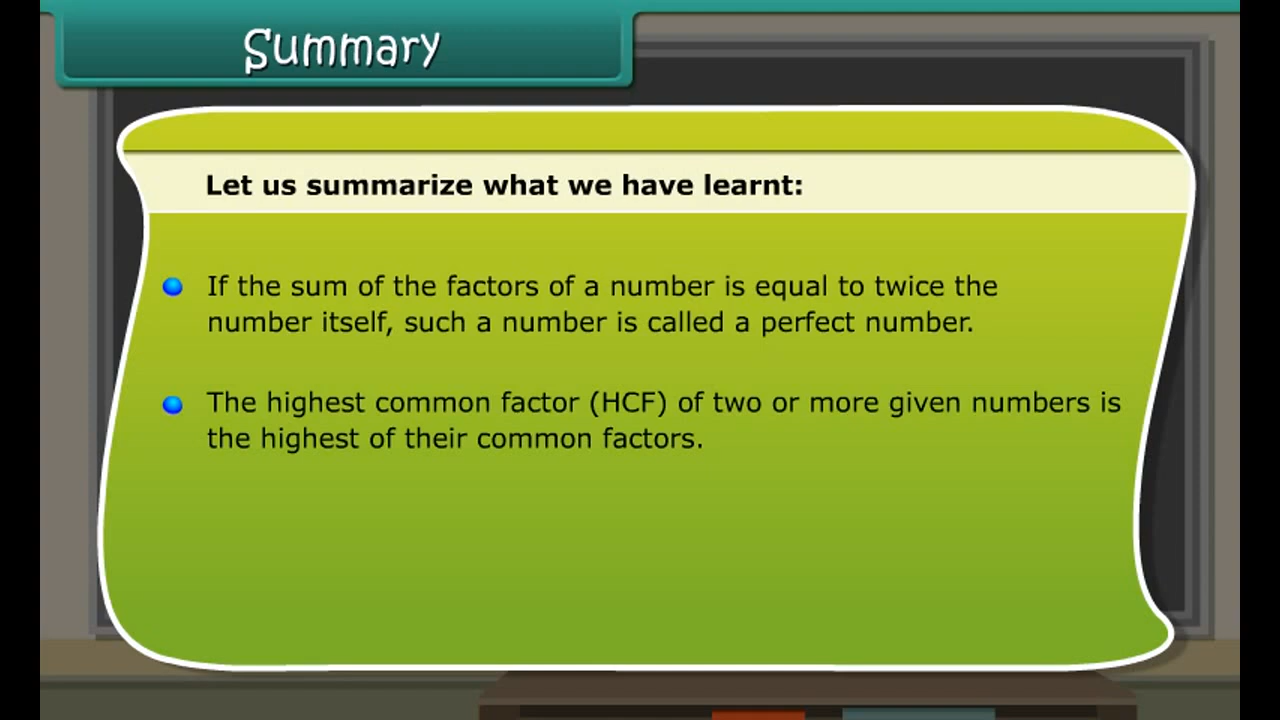 Summary
Let us summarize what we have learnt:
If the sum of the factors of a number is equal to twice the
number itself, such a number is called a perfect number.
The highest common factor (HCF) of two or more given numbers is
the highest of their common factors.